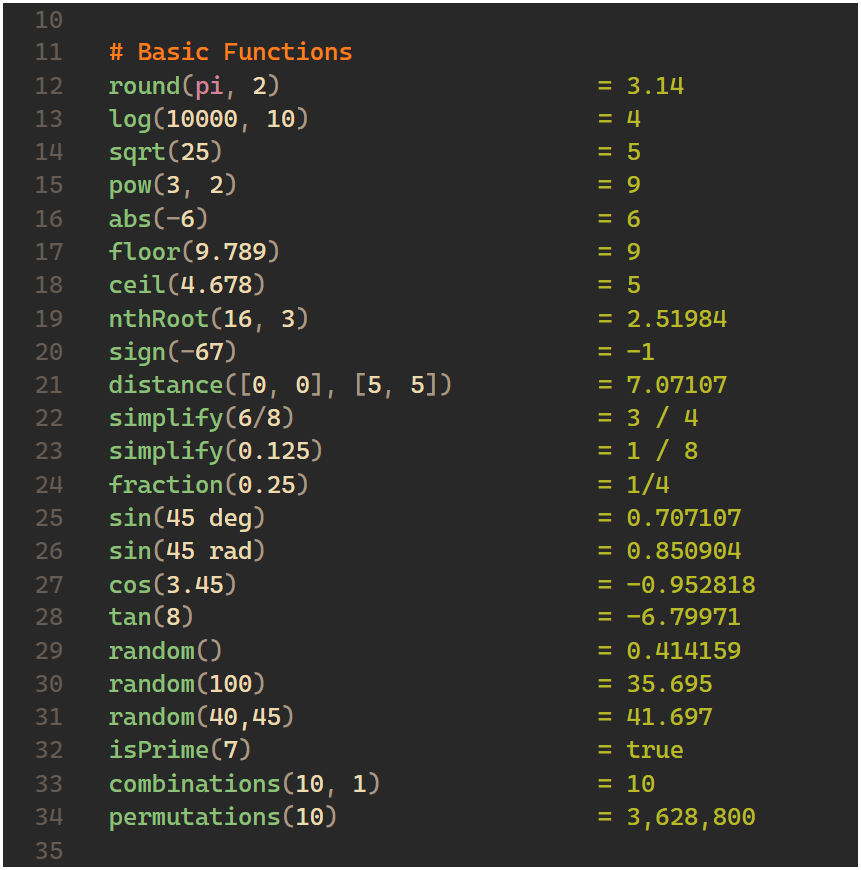 10
11 # Basic Functions
12 round(pi, 2) = 3.14
13 log(10000, 10) = 4
14 sqrt(25) = 5
15 pow(3, 2) = 9
16 abs(-6) = 6
17 floor(9.789) = 9
18 ceil(4.678) = 5
19 nthRoot(16, 3) = 2.51984
20 sign(-67) = -1
21 distance([0, 0], [5, 5]) = 7.07107
22 simplify(6/8) = 3 / 4
23 simplify(0.125) = 1 / 8
24 fraction(0.25) = 1/4
25 sin(45 deg) = 0.707107
26 sin(45 rad) = 0.850904
27 cos(3.45) = -0.952818
28 tan(8) = -6.79971
29 random() = 0.414159
30 random(100) = 35.695
31 random(40,45) = 41.697
32 isPrime(7) = true
33 combinations(10, 1) = 10
34 permutations(10) = 3,628,800
35